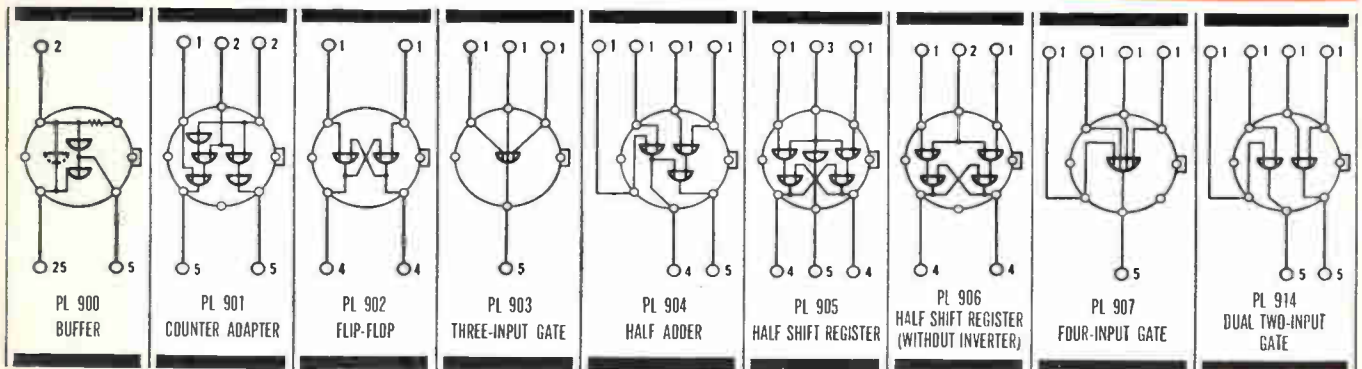 2
25 5
PL 900
BUFFER
1 2 2
5 5
PL 901
COUNTER ADAPTER
1 1
4 4
PL 902
FLIP-FLOP
1 1 1
5
PL 903
THREE-INPUT GATE
1 1 1 1
4 5
PL 904
HALF ADDER
1 3 1
4 5 4
PL 905
HALF SHIFT REGISTER
1 2 1
4 4
PL 906
HALF SHIFT REGISTER
(WITHOUT INVERTER)
1 1 1 1
5
PL 907
FOUR-INPUT GATE
1 1 1 1
5 5
PL 914
DUAL TWO-INPUT
GATE